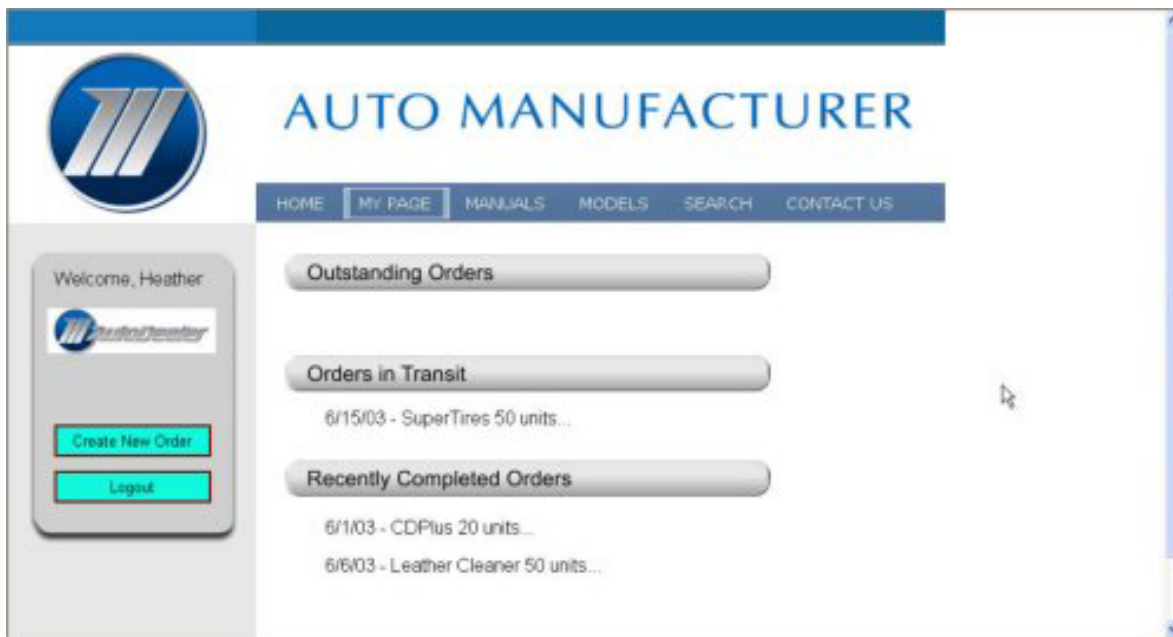 AUTO MANUFACTURER
HOME MY PAGE MANUALS MODELS SEARCH CONTACT US
Welcome, Heather
AutoDealer
Create New Order
Logout
Outstanding Orders
Orders in Transit
6/15/03 - SuperTires 50 units...
Recently Completed Orders
6/1/03 - CDPlus 20 units...
6/6/03 - Leather Cleaner 50 units...